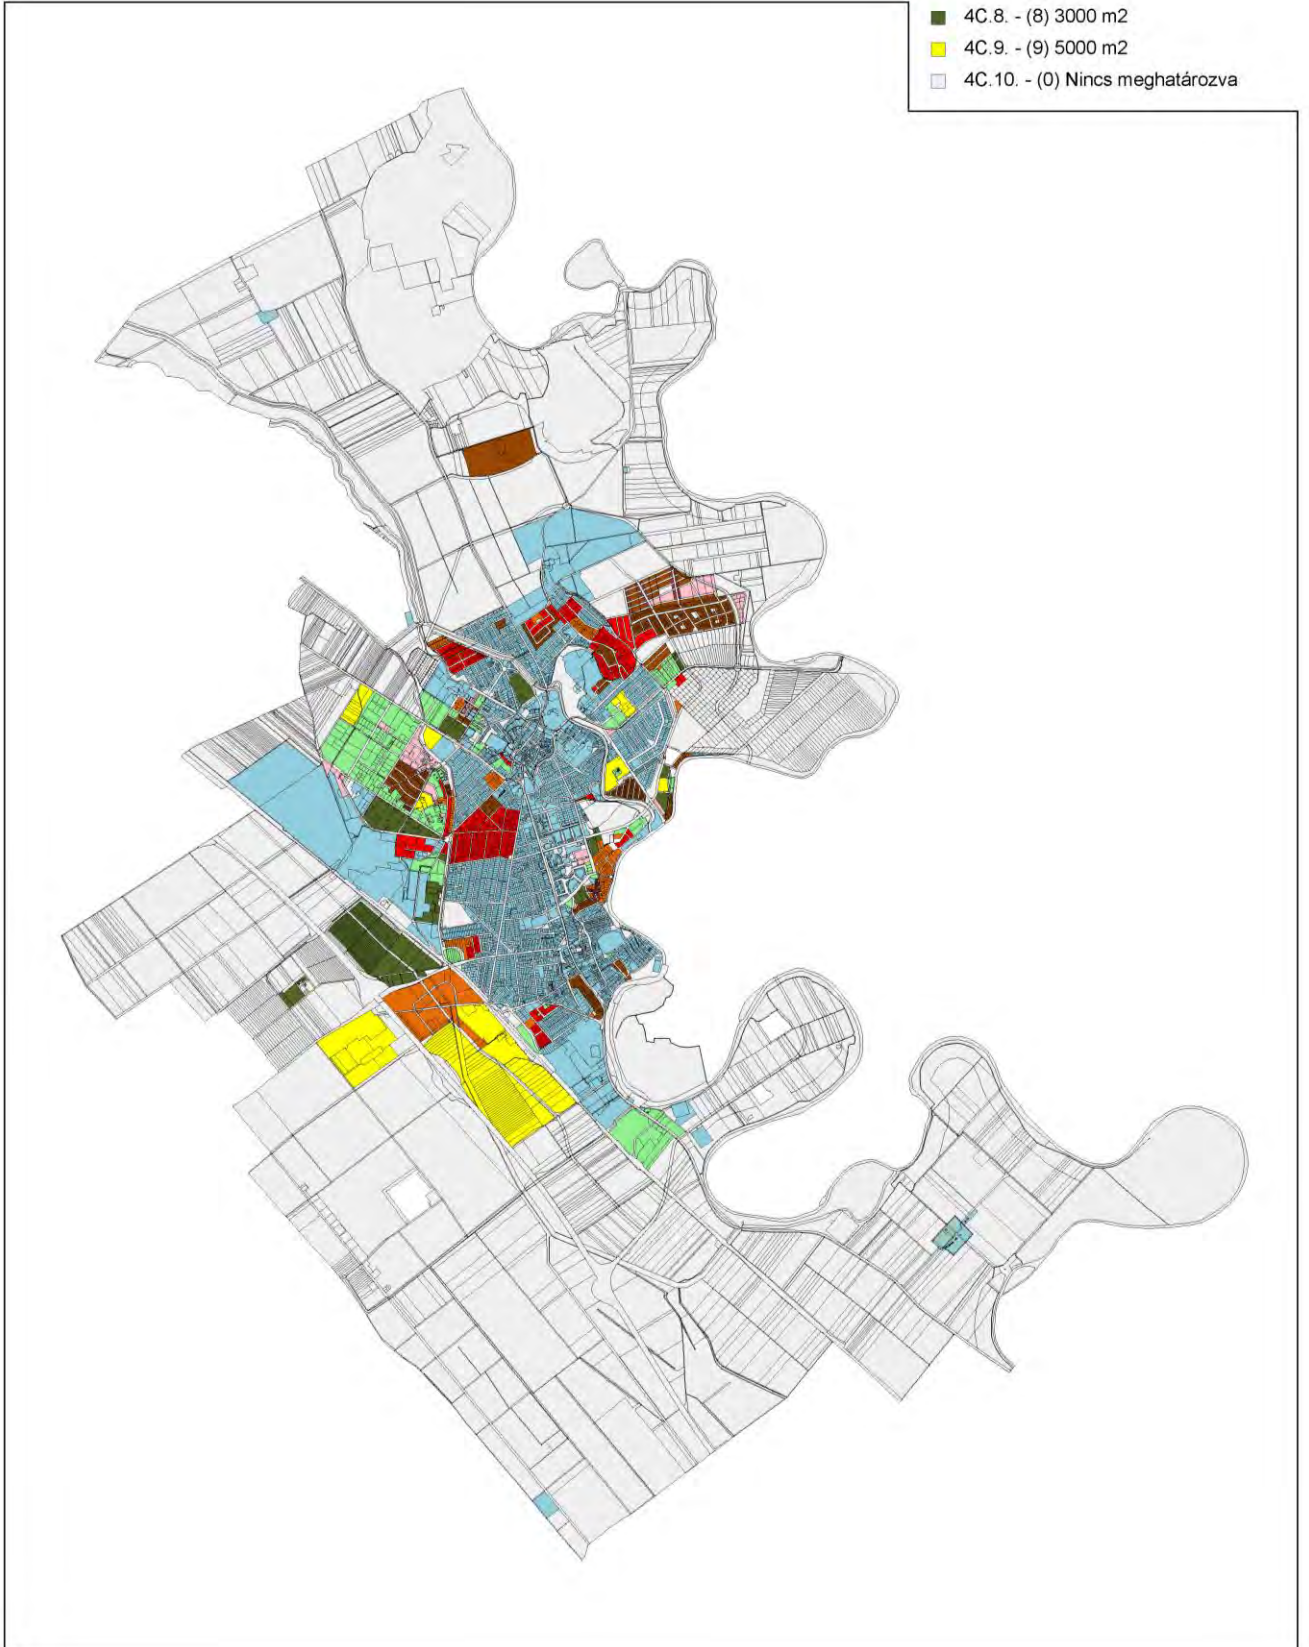 4C.8. - (8) 3000 m2
4C.9. - (9) 5000 m2
4C.10. - (0) Nincs meghatározva